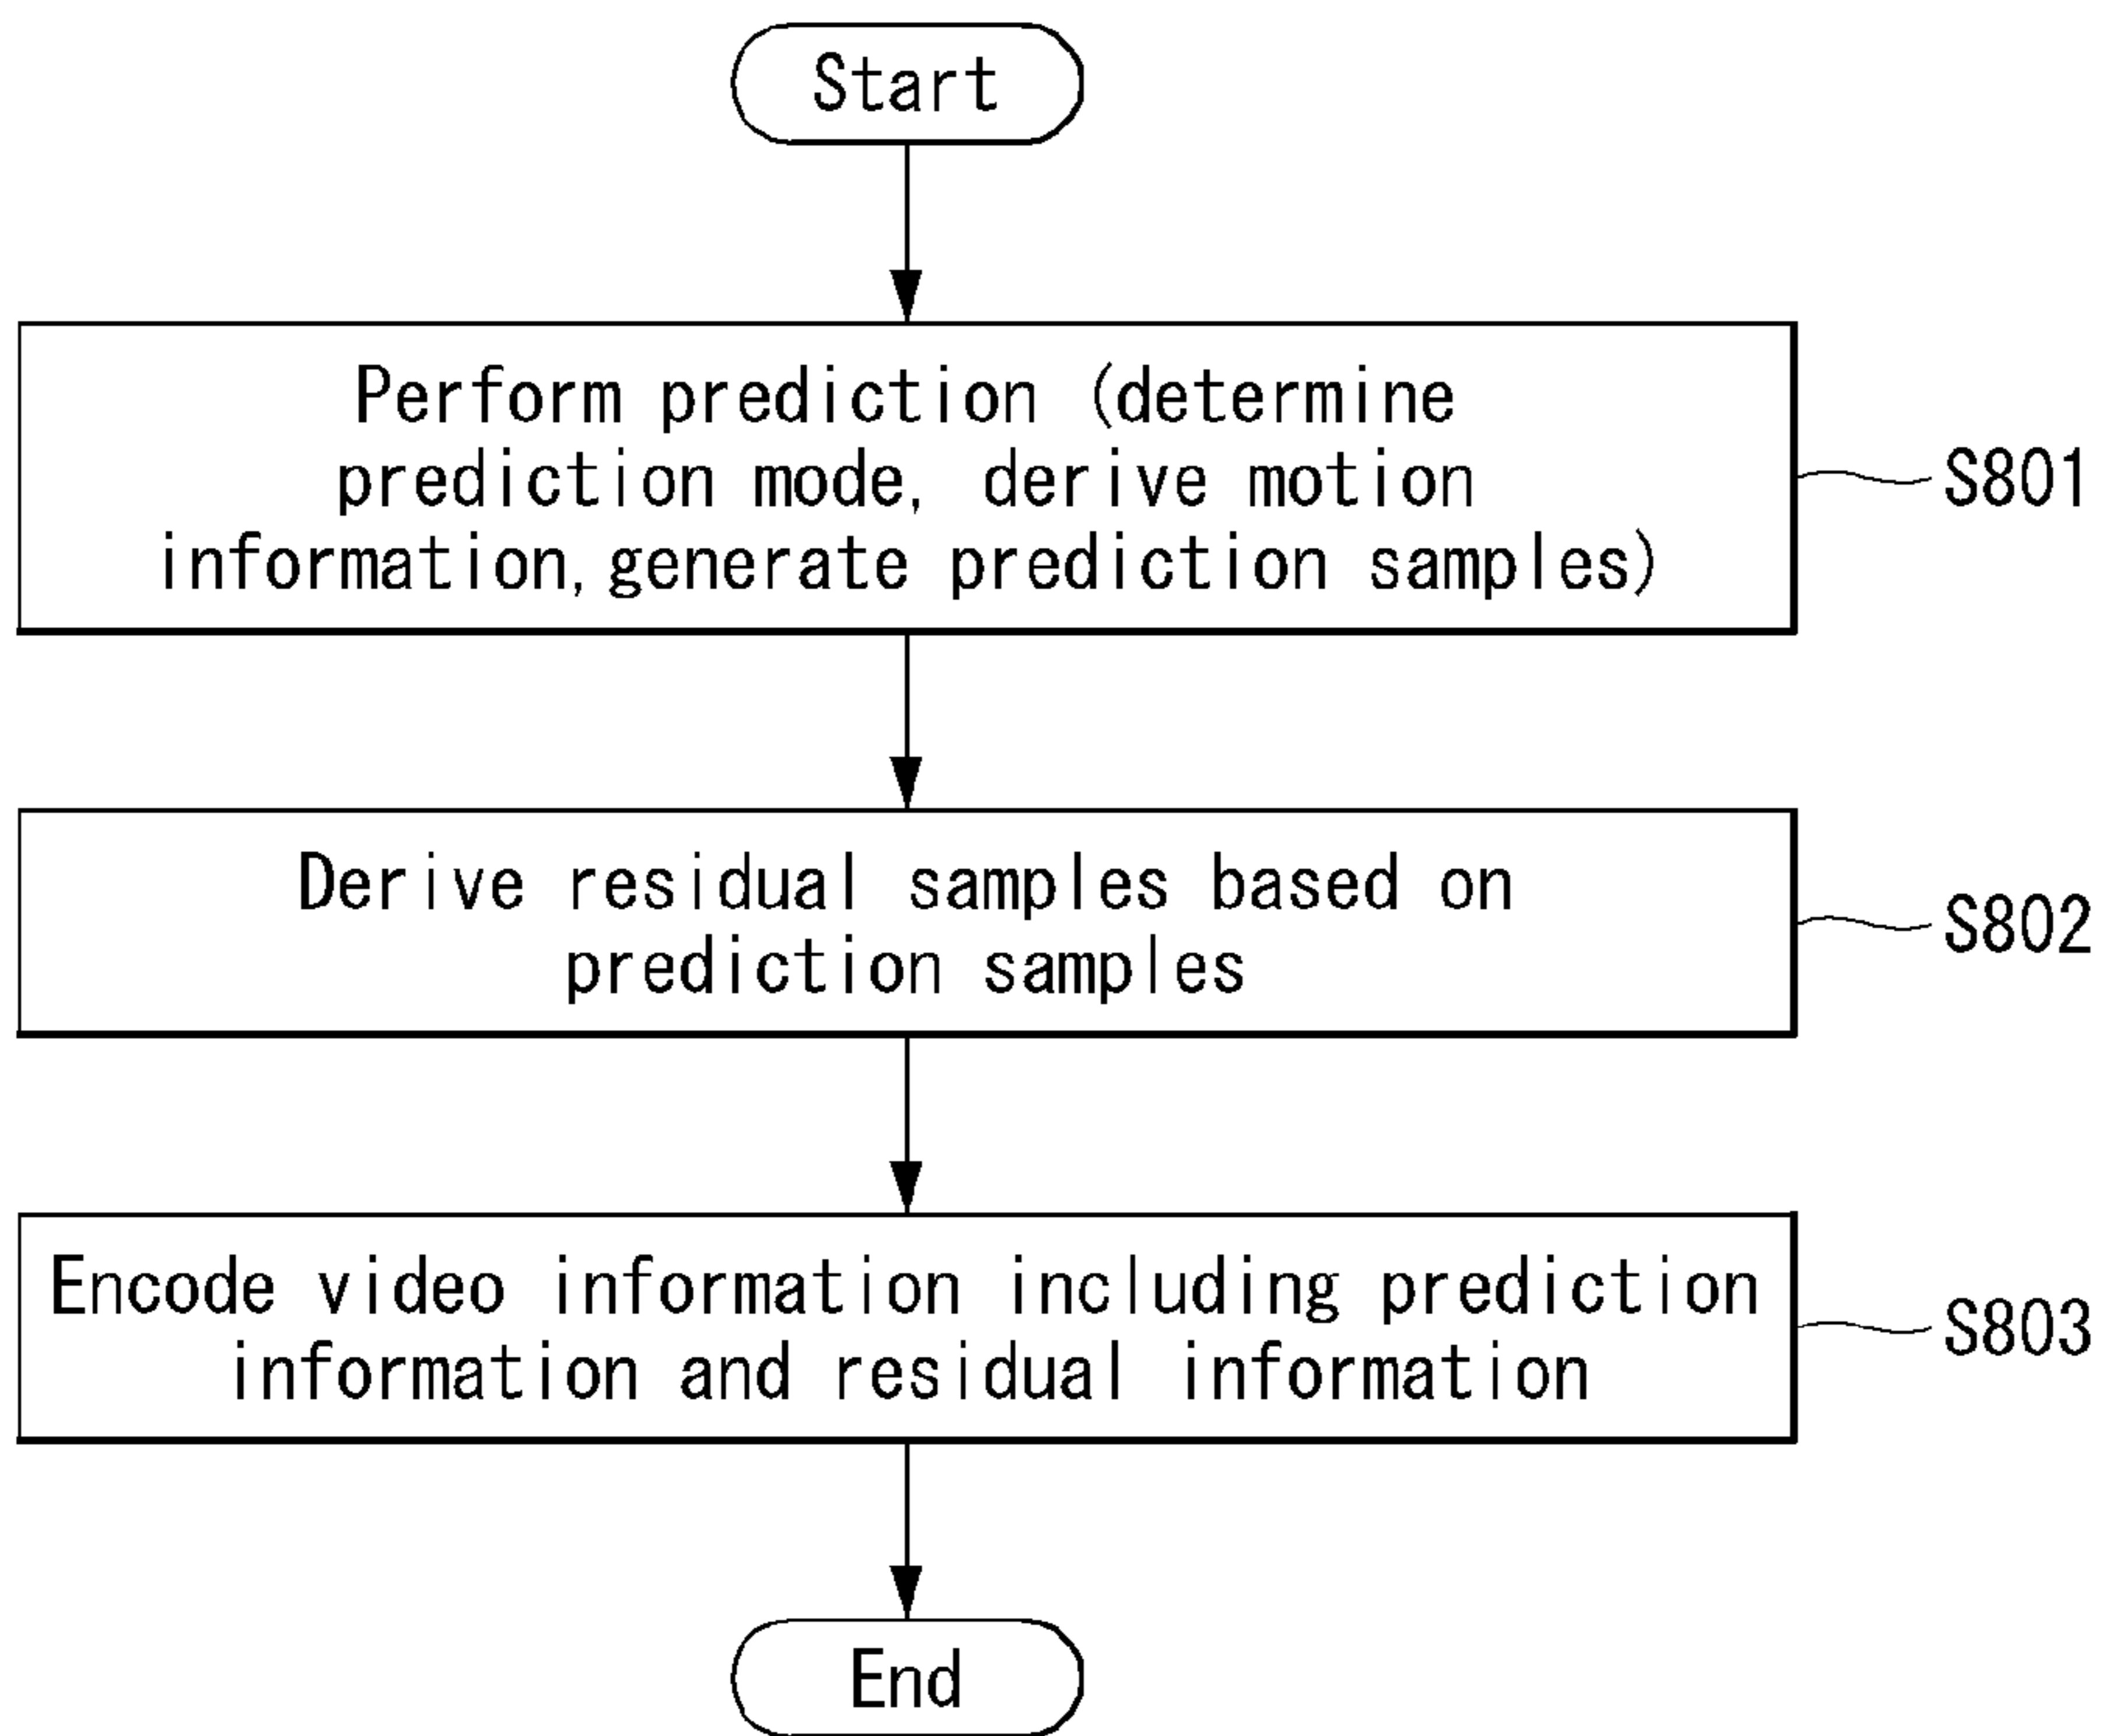 Start
Perform prediction (determine
prediction mode, derive motion
information, generate prediction samples)
S801
Derive residual samples based on
prediction samples
S802
Encode video information including prediction
information and residual information
S803
End